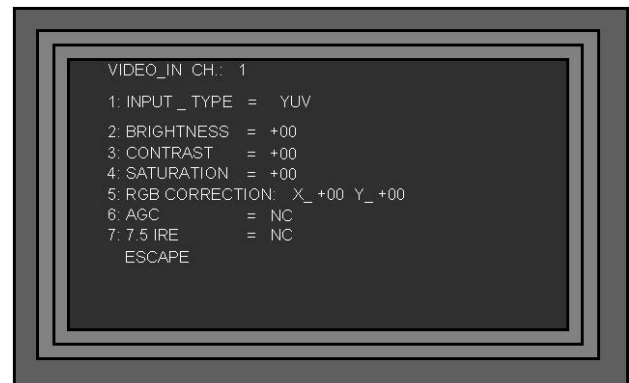 VIDEO_IN CH.: 1
1: INPUT _ TYPE = YUV
2: BRIGHTNESS = +00
3: CONTRAST = +00
4: SATURATION = +00
5: RGB CORRECTION: X_ +00 Y_ +00
6: AGC = NC
7: 7.5 IRE = NC
ESCAPE